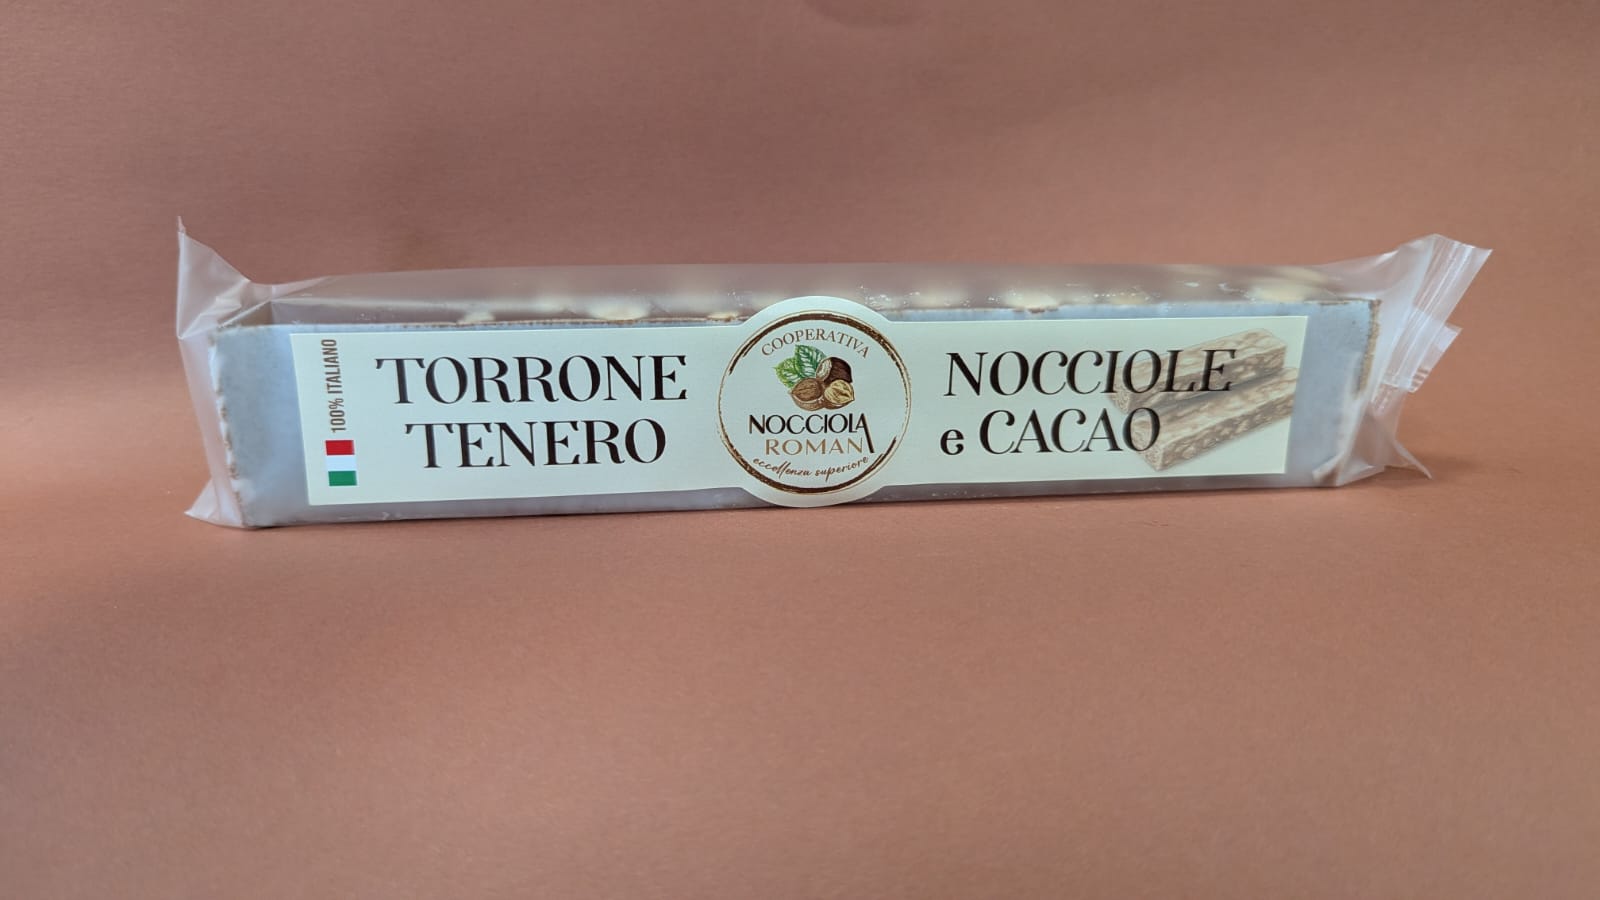 100% ITALIANO
TORRONE
TENERO
COOPERATIVA
NOCCIOLA
ROMANA
eccellenza superiore
NOCCIOLE
e CACAO